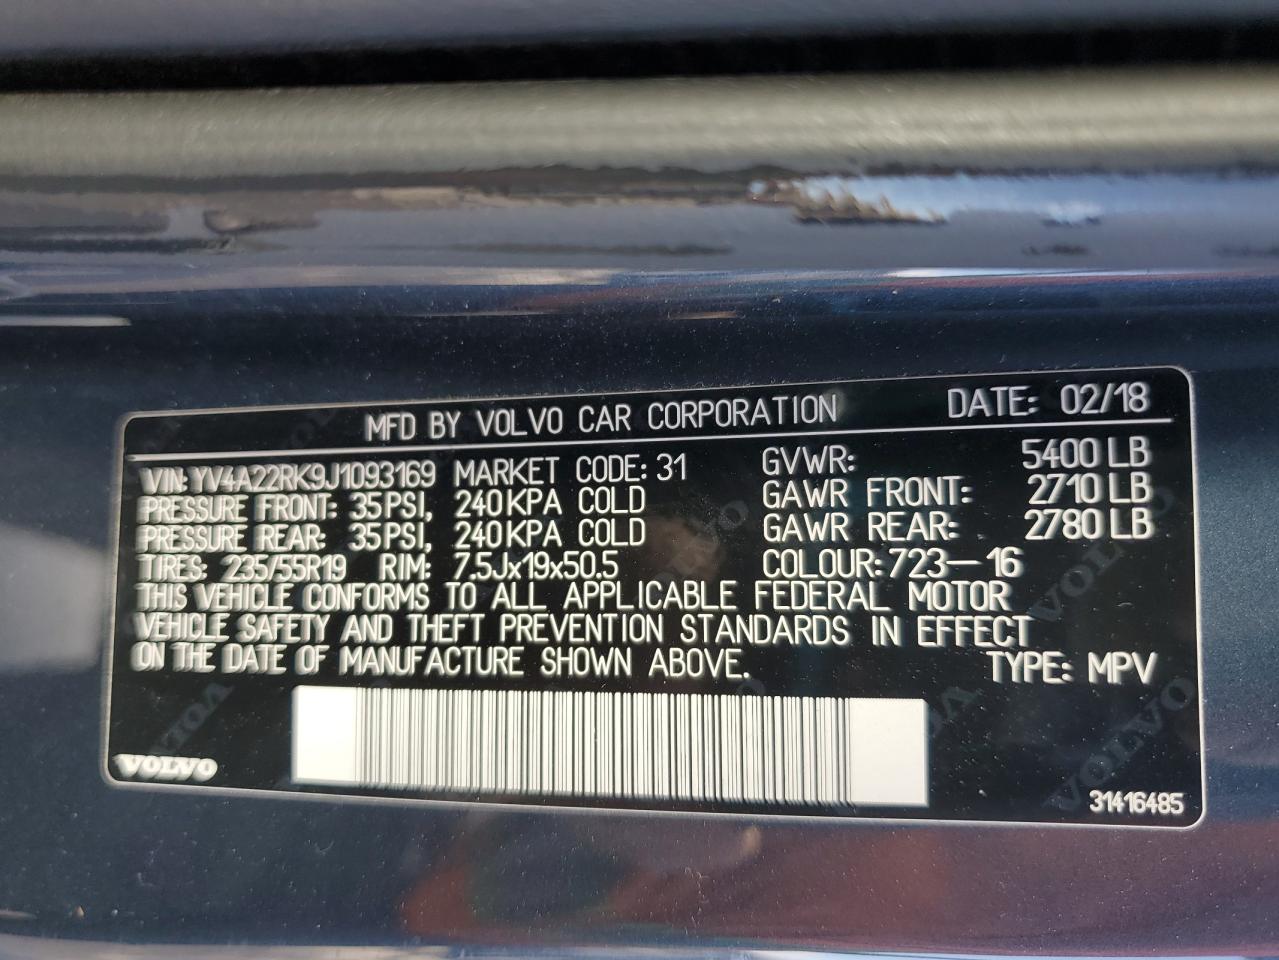 MFD BY VOLVO CAR CORPORATION DATE: 02/18
VIN: YV4A22RK9J1093169 MARKET CODE: 31 GVWR: 5400 LB
PRESSURE FRONT: 35 PSI, 240 KPA COLD GAWR FRONT: 2710 LB
PRESSURE REAR: 35 PSI, 240 KPA COLD GAWR REAR: 2780 LB
TIRES: 235/55R19 RIM: 7.5Jx19x50.5 COLOUR: 723-16
THIS VEHICLE CONFORMS TO ALL APPLICABLE FEDERAL MOTOR
VEHICLE SAFETY AND THEFT PREVENTION STANDARDS IN EFFECT
ON THE DATE OF MANUFACTURE SHOWN ABOVE. TYPE: MPV
VOLVO
31416485